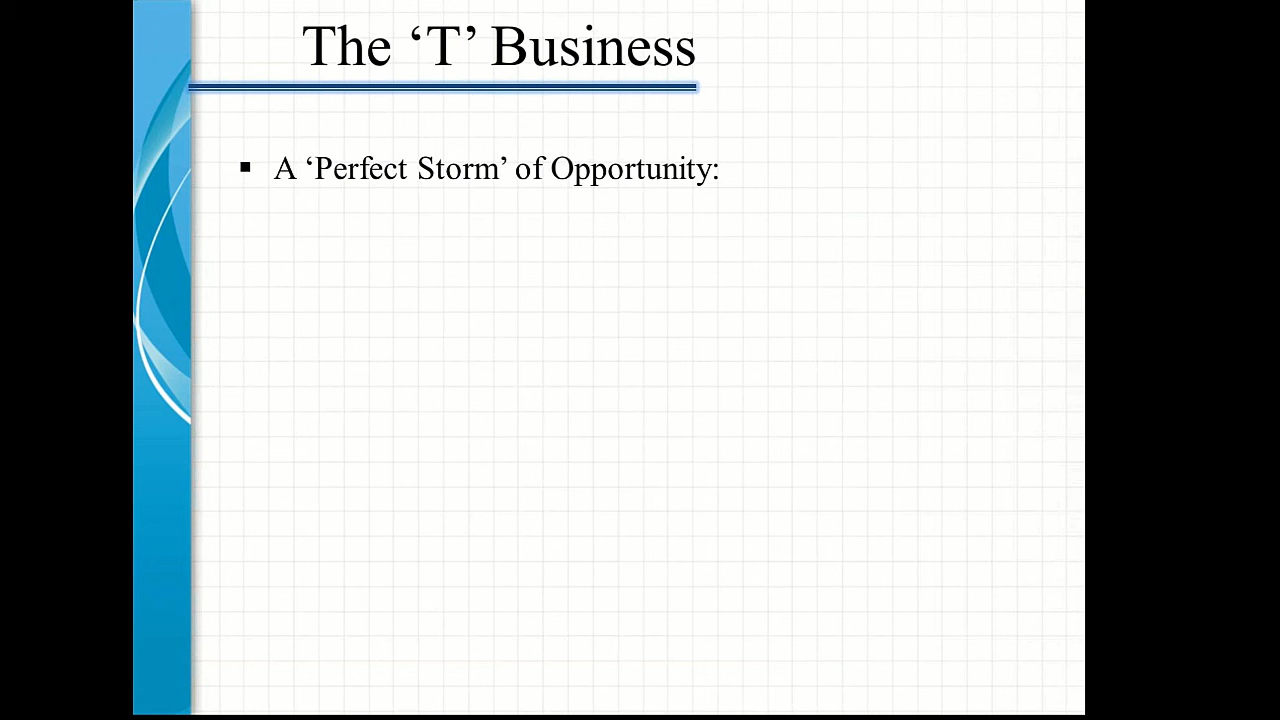 The ‘T’ Business
▪ A ‘Perfect Storm’ of Opportunity: